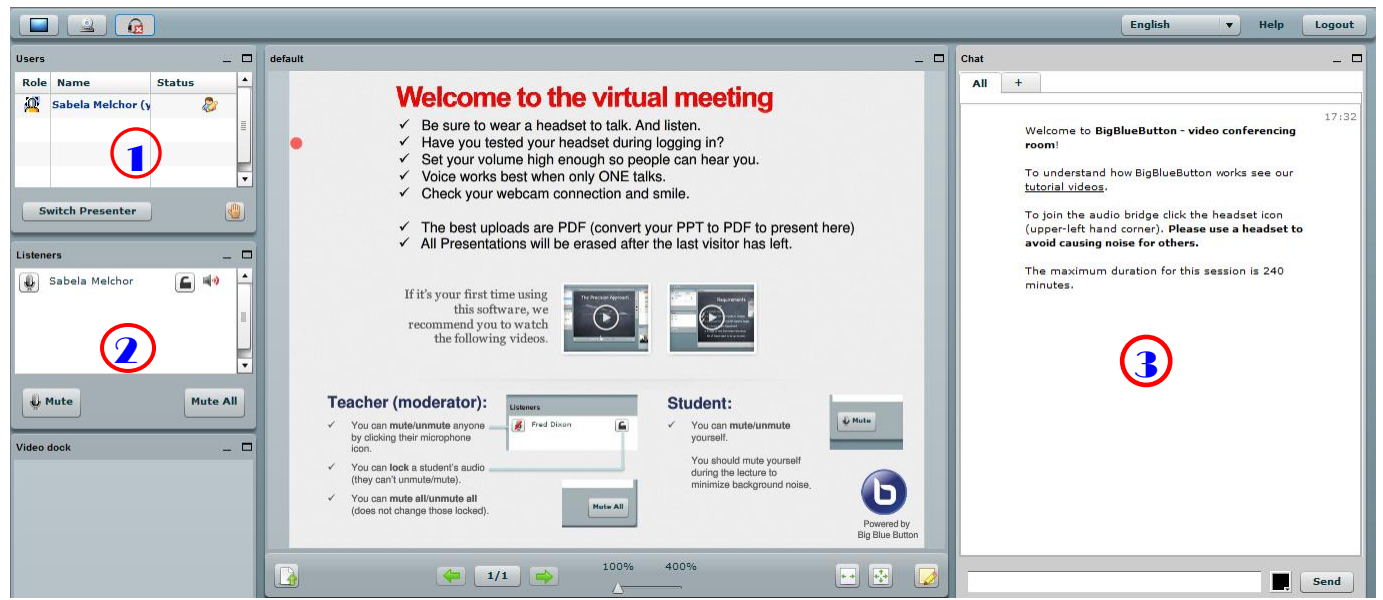 English
Help
Logout
Users
Role Name Status
Sabela Melchor (y
1
Switch Presenter
Listeners
Sabela Melchor
2
Mute
Mute All
Video dock
default
Welcome to the virtual meeting
✓ Be sure to wear a headset to talk. And listen.
✓ Have you tested your headset during logging in?
✓ Set your volume high enough so people can hear you.
✓ Voice works best when only ONE talks.
✓ Check your webcam connection and smile.
✓ The best uploads are PDF (convert your PPT to PDF to present here)
✓ All Presentations will be erased after the last visitor has left.
If it's your first time using
this software, we
recommend you to watch
the following videos.
The Precision Approach
Requirements
Teacher (moderator):
✓ You can mute/unmute anyone
by clicking their microphone
icon.
✓ You can lock a student's audio
(they can't unmute/mute).
✓ You can mute all/unmute all
(does not change those locked).
Listeners
Fred Dixon
Mute All
Student:
✓ You can mute/unmute
yourself.
You should mute yourself
during the lecture to
minimize background noise.
Mute
b
Powered by
Big Blue Button
1/1
100%
400%
Chat
All
+
17:32
Welcome to BigBlueButton - video conferencing
room!
To understand how BigBlueButton works see our
tutorial videos.
To join the audio bridge click the headset icon
(upper-left hand corner). Please use a headset to
avoid causing noise for others.
The maximum duration for this session is 240
minutes.
3
Send